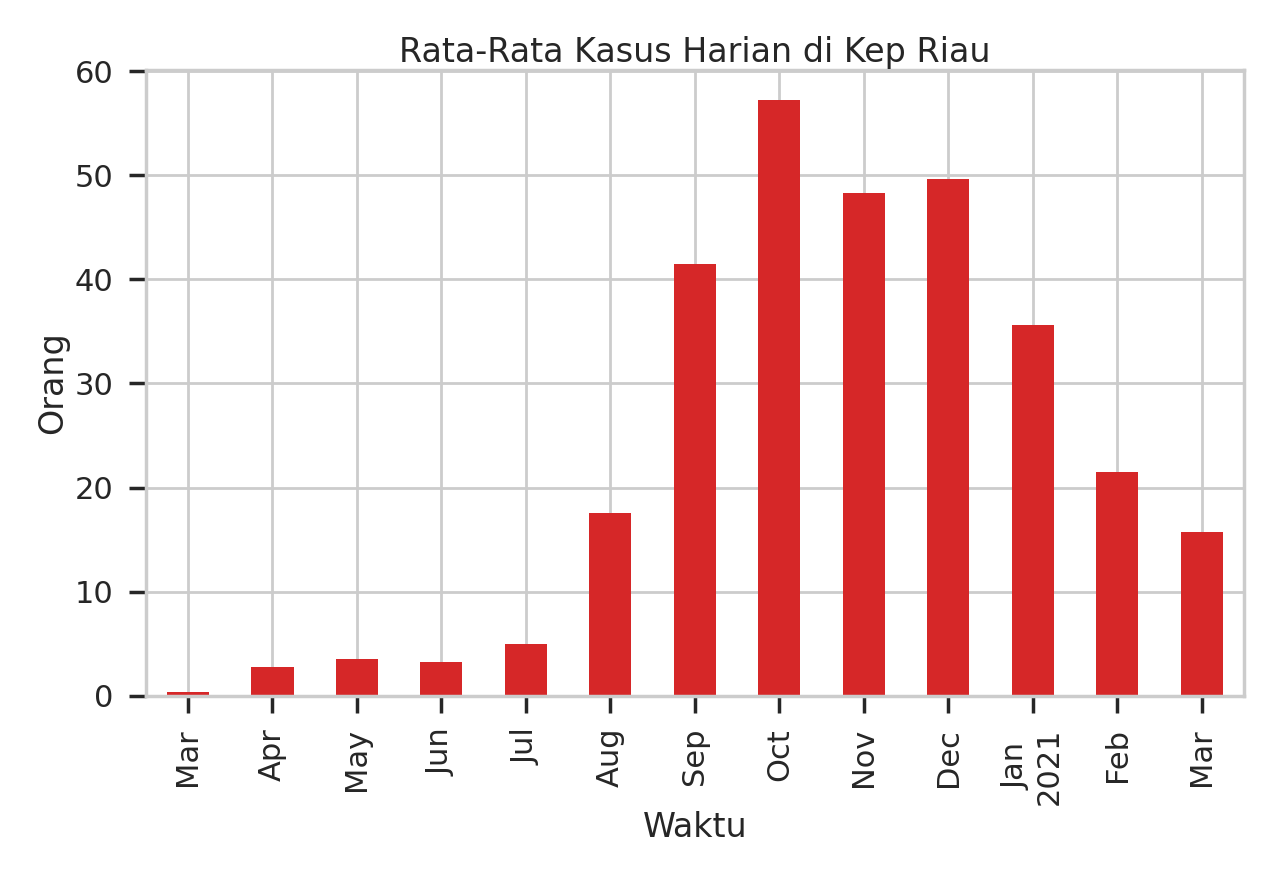 Rata-Rata Kasus Harian di Kep Riau
60
50
40
30
20
10
0
Orang
Mar
Apr
May
Jun
Jul
Aug
Sep
Oct
Nov
Dec
Jan
2021
Feb
Mar
Waktu